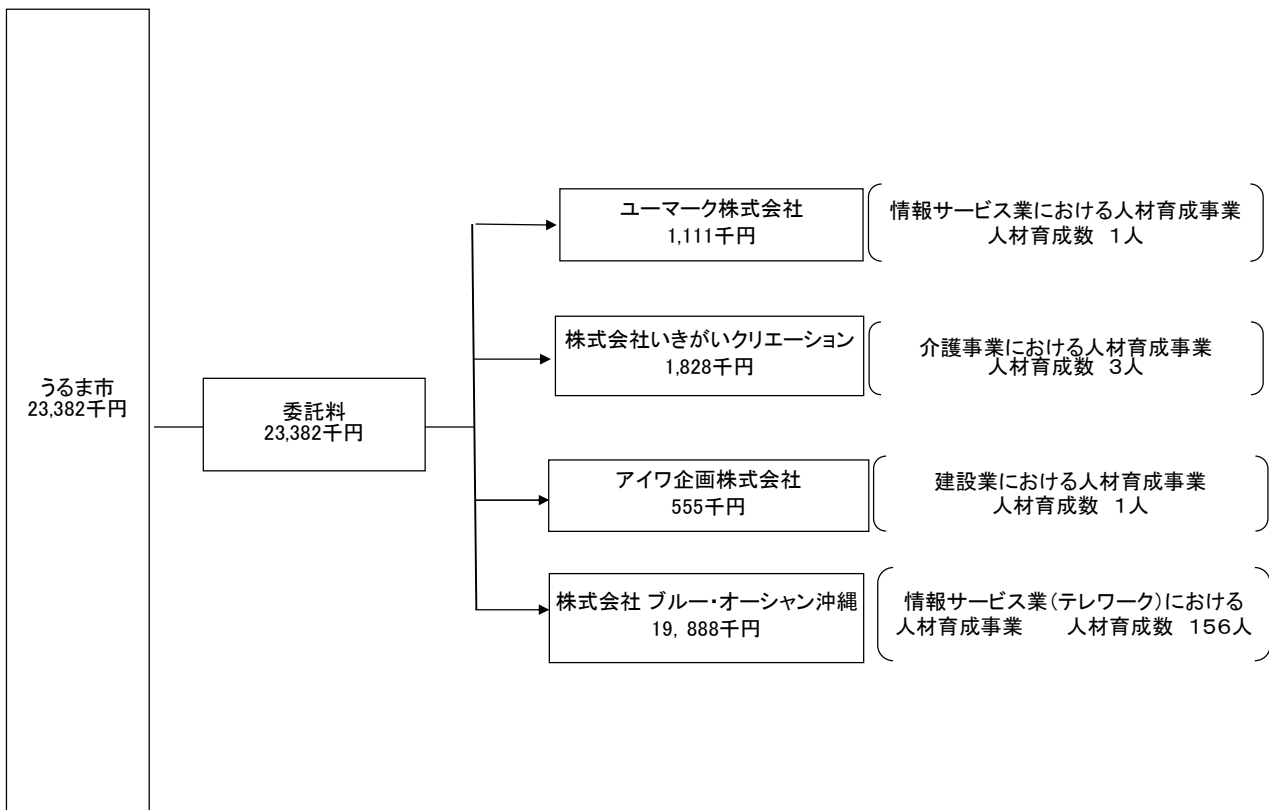 うるま市
23,382千円
委託料
23,382千円
ユーマーク株式会社
1,111千円
情報サービス業における人材育成事業
人材育成数 1人
株式会社いきがいクリエーション
1,828千円
介護事業における人材育成事業
人材育成数 3人
アイワ企画株式会社
555千円
建設業における人材育成事業
人材育成数 1人
株式会社 ブルー・オーシャン沖縄
19, 888千円
情報サービス業(テレワーク)における
人材育成事業　　人材育成数 156人